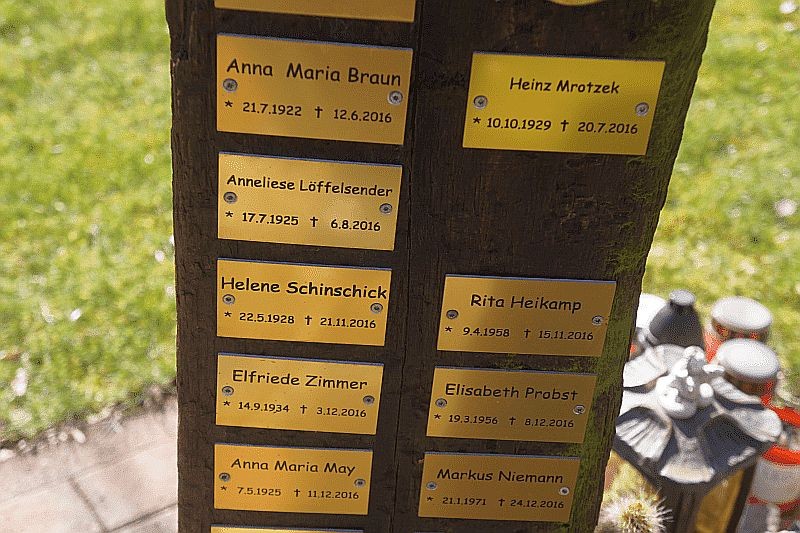 Anna Maria Braun
* 21.7.1922 † 12.6.2016
Anneliese Löffelsender
* 17.7.1925 † 6.8.2016
Helene Schinschick
* 22.5.1928 † 21.11.2016
Elfriede Zimmer
* 14.9.1934 † 3.12.2016
Anna Maria May
* 7.5.1925 † 11.12.2016
Heinz Mrotzek
* 10.10.1929 † 20.7.2016
Rita Heikamp
* 9.4.1958 † 15.11.2016
Elisabeth Probst
* 19.3.1956 † 8.12.2016
Markus Niemann
* 21.1.1971 † 24.12.2016